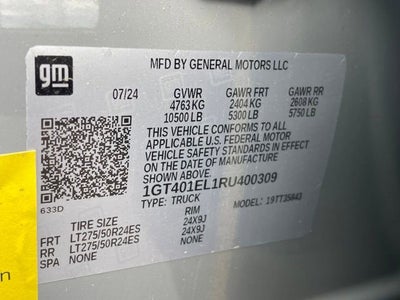 gm
MFD BY GENERAL MOTORS LLC
07/24 GVWR GAWR FRT GAWR RR
4763 KG 2404 KG 2608 KG
10500 LB 5300 LB 5750 LB
THIS VEHICLE CONFORMS TO ALL
APPLICABLE U.S. FEDERAL MOTOR
VEHICLE SAFETY STANDARDS IN EFFECT
ON THE DATE OF MANUFACTURE SHOWN ABOVE.
1GT401EL1RU400309
TYPE: TRUCK MODEL: 19TT35843
633D
TIRE SIZE RIM
FRT LT275/50R24ES 24X9J
RR LT275/50R24ES 24X9J
SPA NONE NONE